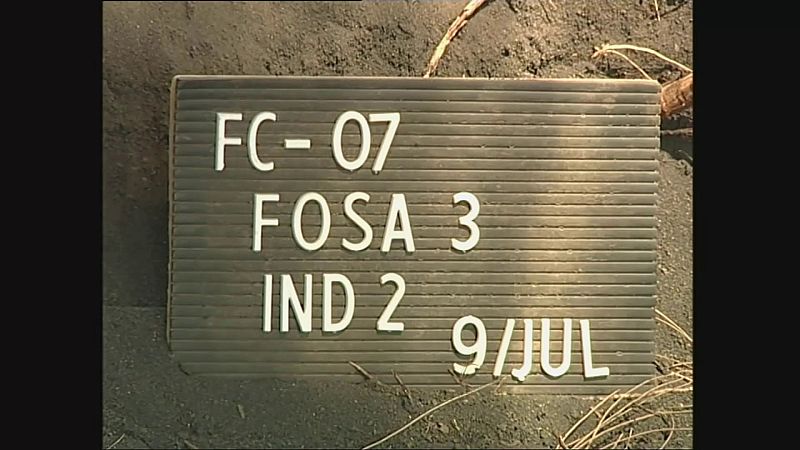 FC-07
FOSA 3
IND 2
9/JUL